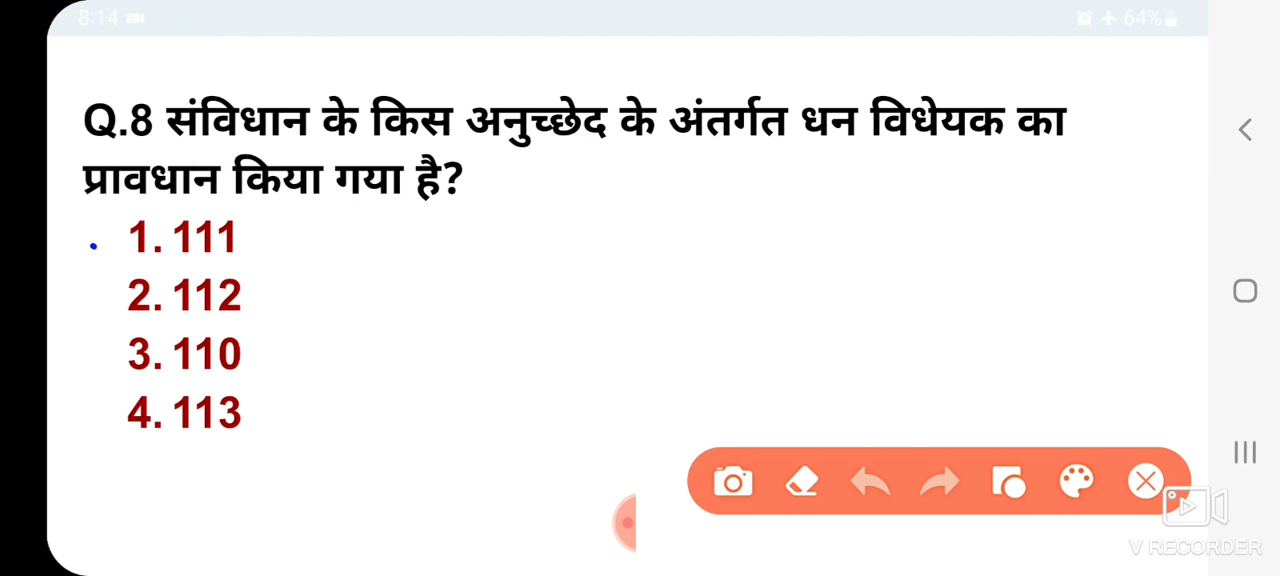 8:14
64%
Q.8 संविधान के किस अनुच्छेद के अंतर्गत धन विधेयक का
प्रावधान किया गया है?
1. 111
2. 112
3. 110
4. 113
V RECORDER